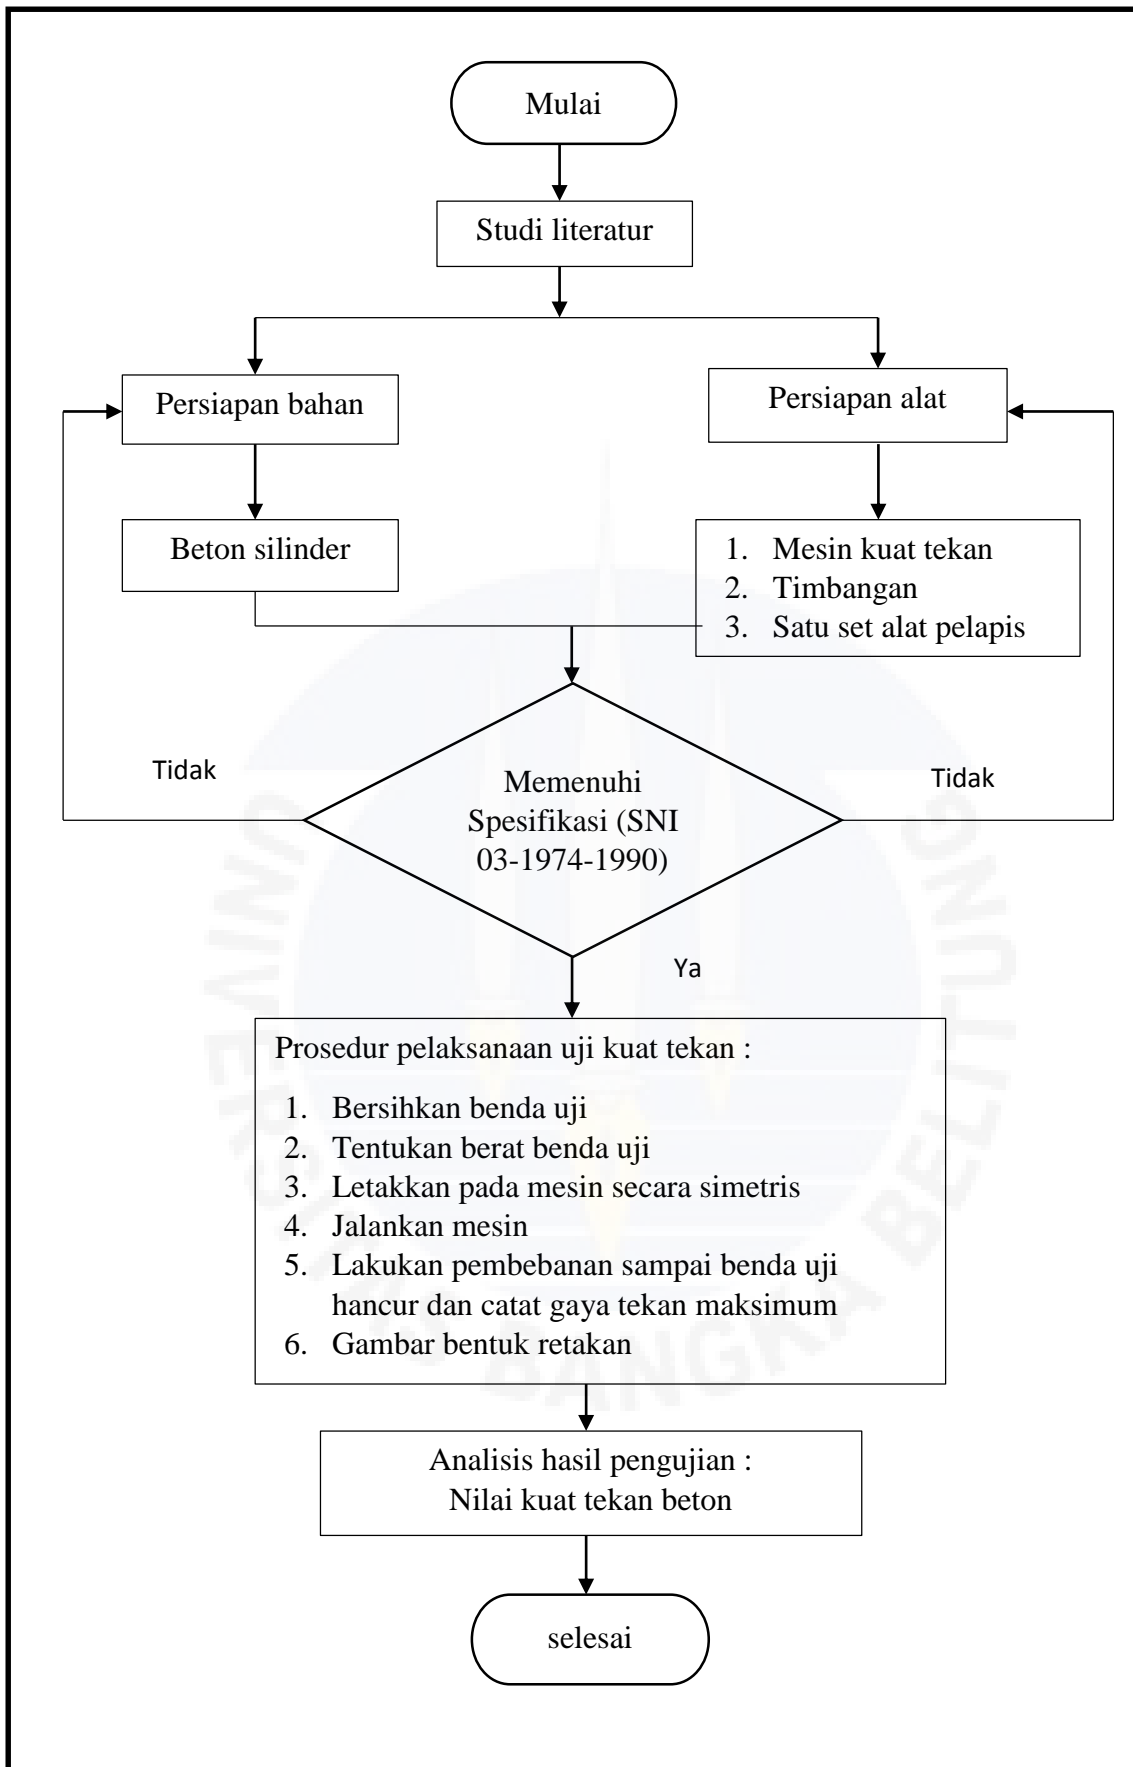 Mulai
Studi literatur
Persiapan bahan
Persiapan alat
Beton silinder
1. Mesin kuat tekan
2. Timbangan
3. Satu set alat pelapis
Tidak
Memenuhi
Spesifikasi (SNI
03-1974-1990)
Tidak
Ya
Prosedur pelaksanaan uji kuat tekan :
1. Bersihkan benda uji
2. Tentukan berat benda uji
3. Letakkan pada mesin secara simetris
4. Jalankan mesin
5. Lakukan pembebanan sampai benda uji
hancur dan catat gaya tekan maksimum
6. Gambar bentuk retakan
Analisis hasil pengujian :
Nilai kuat tekan beton
selesai
UNIVERSITAS BANGKA BELITUNG